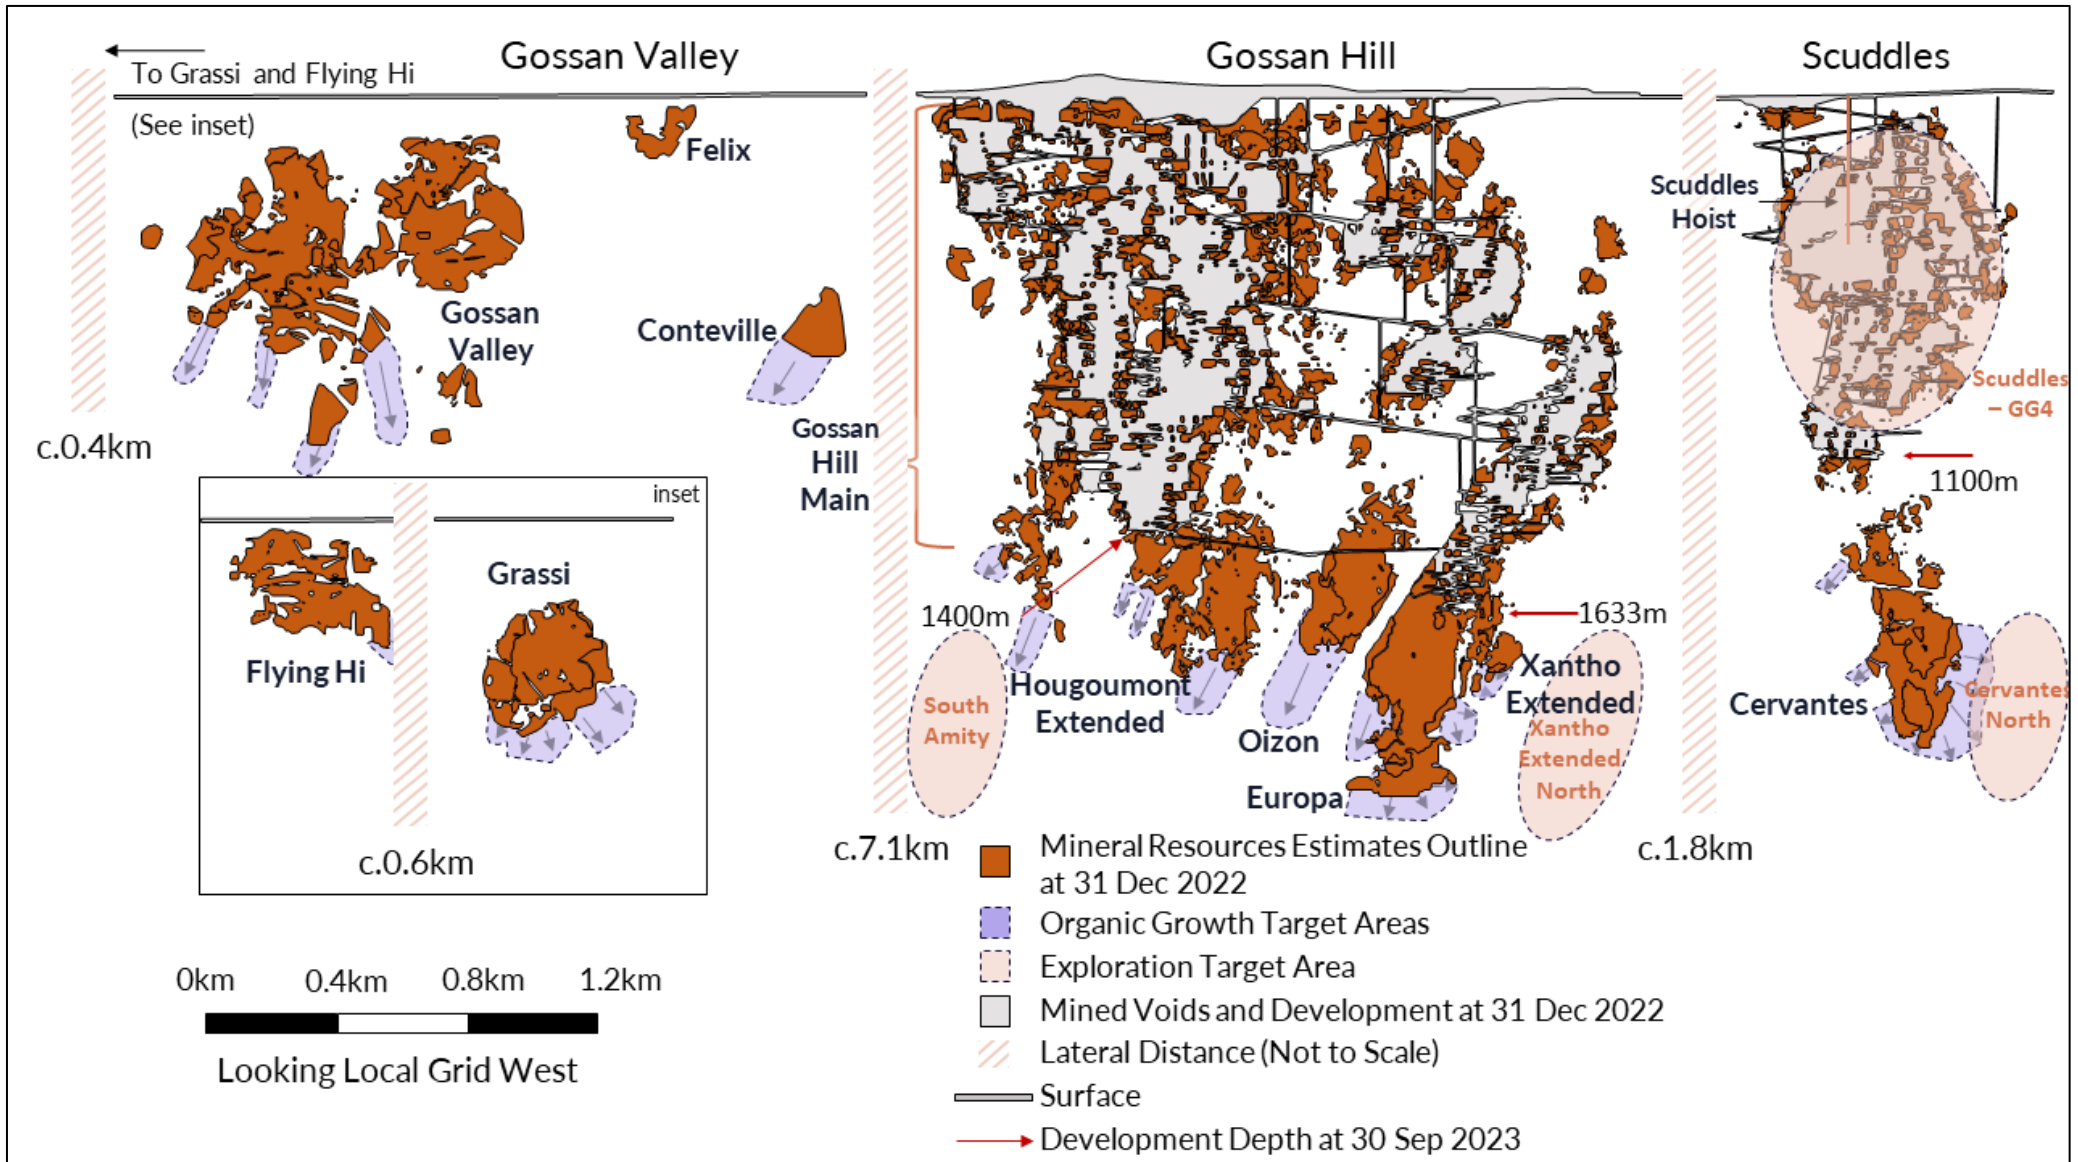 Gossan Valley
Gossan Hill
Scuddles
To Grassi and Flying Hi
(See inset)
Felix
Scuddles
Hoist
Gossan
Valley
Conteville
Scuddles
– GG4
Gossan
Hill
Main
c.0.4km
1100m
inset
Grassi
Flying Hi
1400m
1633m
Hougoumont
Extended
Xantho
Extended
South
Amity
Oizon
Xantho
Extended
North
Cervantes
Cervantes
North
Europa
c.0.6km
c.7.1km
c.1.8km
Mineral Resources Estimates Outline
at 31 Dec 2022
Organic Growth Target Areas
Exploration Target Area
Mined Voids and Development at 31 Dec 2022
Lateral Distance (Not to Scale)
Surface
Development Depth at 30 Sep 2023
0km 0.4km 0.8km 1.2km
Looking Local Grid West